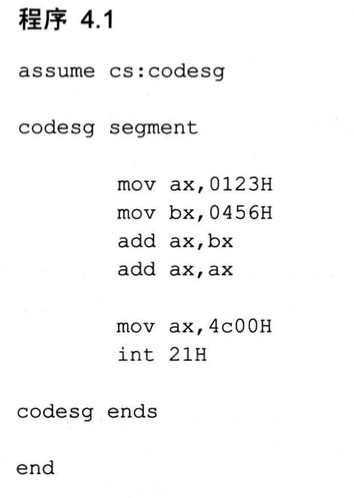 程序 4.1
assume cs:codesg
codesg segment
mov ax,0123H
mov bx,0456H
add ax,bx
add ax,ax
mov ax,4c00H
int 21H
codesg ends
end